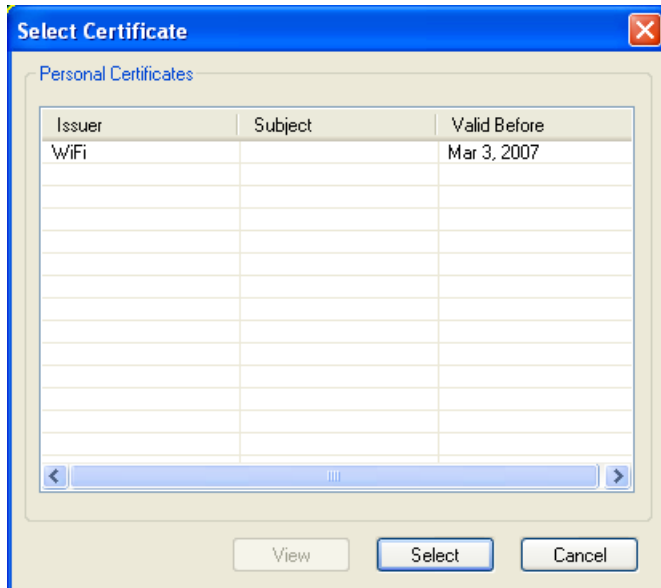 Select Certificate
Personal Certificates
Issuer Subject Valid Before
WiFi Mar 3, 2007
View Select Cancel